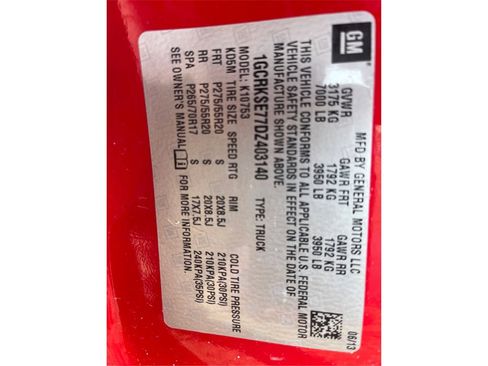 GM
MFD BY GENERAL MOTORS LLC
06/13
GVWR GAWR FRT GAWR RR
3175 KG 1792 KG 1792 KG
7000 LB 3950 LB 3950 LB
THIS VEHICLE CONFORMS TO ALL APPLICABLE U.S. FEDERAL MOTOR
VEHICLE SAFETY STANDARDS IN EFFECT ON THE DATE OF
MANUFACTURE SHOWN ABOVE.
1GCRKSE77DZ403140 TYPE: TRUCK
MODEL: K10753
KD5M TIRE SIZE SPEED RTG RIM COLD TIRE PRESSURE
FRT P275/55R20 S 20X8.5J 210KPA(30PSI)
RR P275/55R20 S 20X8.5J 210KPA(30PSI)
SPA P265/70R17 S 17X7.5J 240KPA(35PSI)
SEE OWNER'S MANUAL